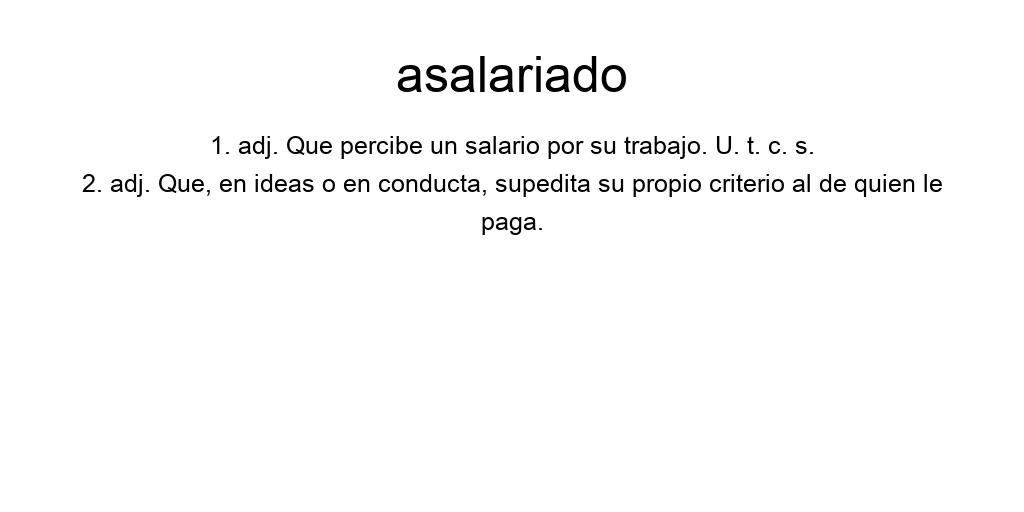 asalariado
1. adj. Que percibe un salario por su trabajo. U. t. c. s.
2. adj. Que, en ideas o en conducta, supedita su propio criterio al de quien le
paga.